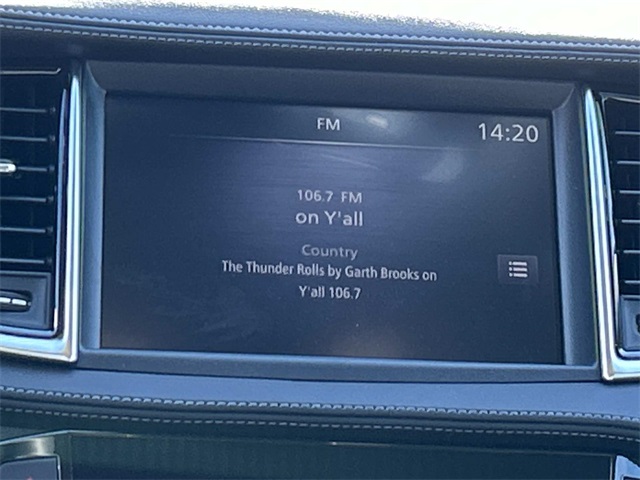 FM
14:20
106.7 FM
on Y'all
Country
The Thunder Rolls by Garth Brooks on
Y'all 106.7